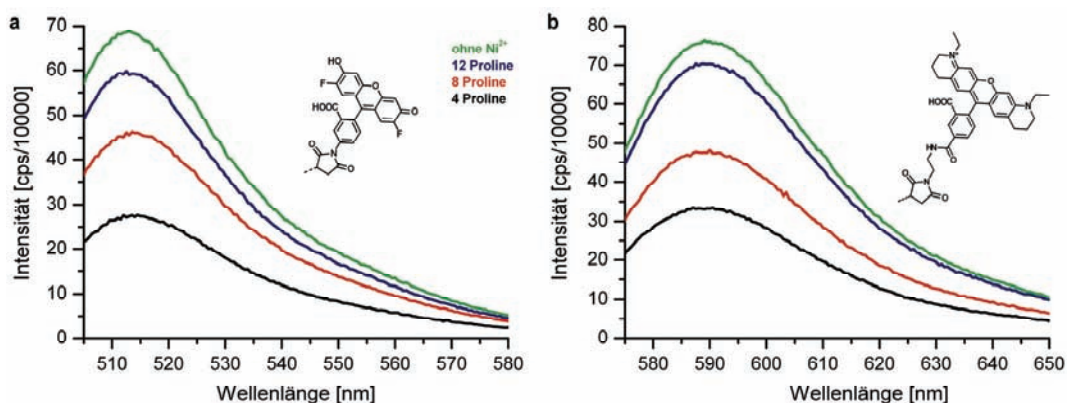 a
70
60
50
40
30
20
10
0
Intensität [cps/10000]
510 520 530 540 550 560 570 580
Wellenlänge [nm]
ohne Ni²⁺
12 Proline
8 Proline
4 Proline
HO
O
O
F
F
HOOC
O
N
O
b
80
70
60
50
40
30
20
10
0
Intensität [cps/10000]
580 590 600 610 620 630 640 650
Wellenlänge [nm]
N⁺
O
N
HOOC
NH
O
O
N
O